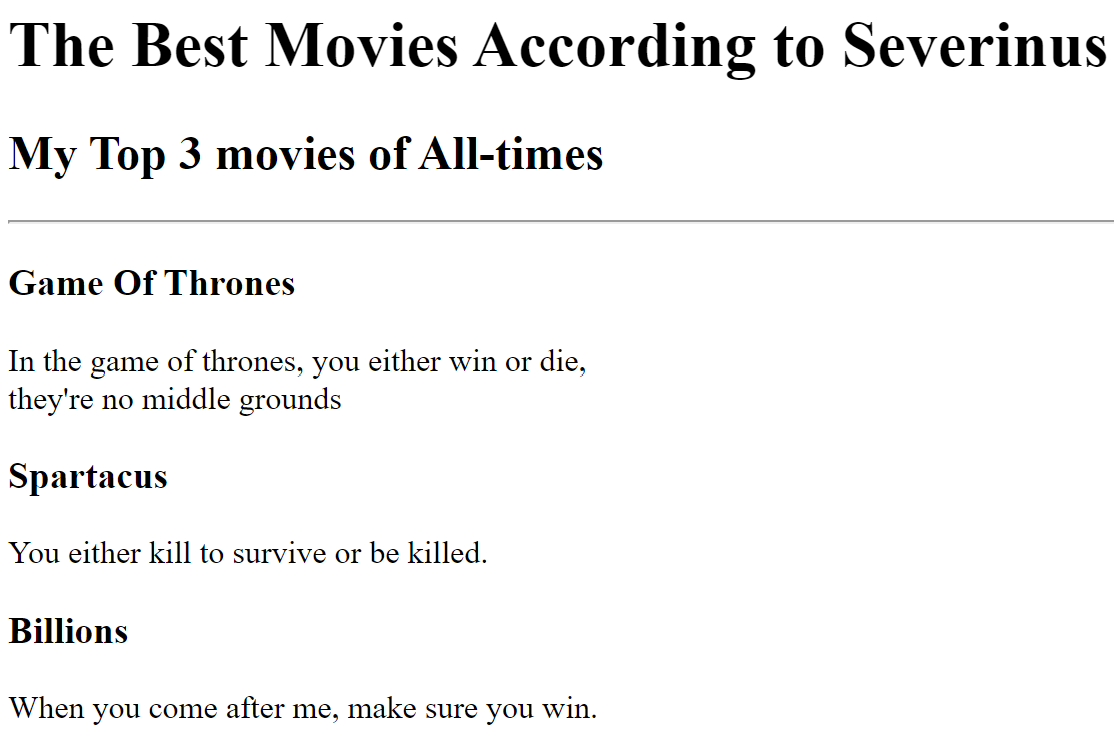 The Best Movies According to Severinus
My Top 3 movies of All-times
Game Of Thrones
In the game of thrones, you either win or die,
they're no middle grounds
Spartacus
You either kill to survive or be killed.
Billions
When you come after me, make sure you win.